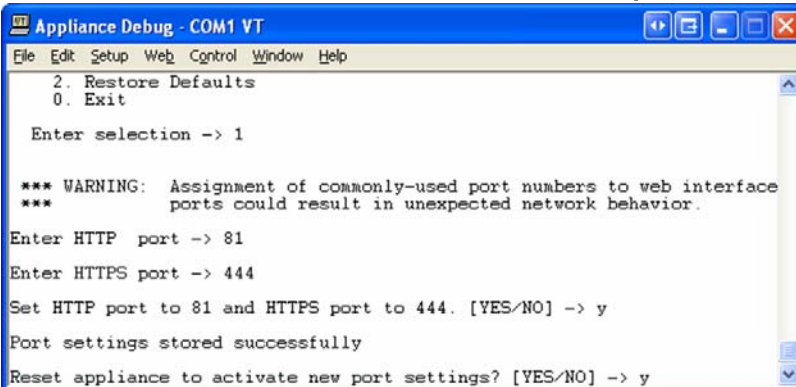 Appliance Debug - COM1 VT
File Edit Setup Web Control Window Help
2. Restore Defaults
0. Exit
Enter selection -> 1
*** WARNING: Assignment of commonly-used port numbers to web interface
*** ports could result in unexpected network behavior.
Enter HTTP port -> 81
Enter HTTPS port -> 444
Set HTTP port to 81 and HTTPS port to 444. [YES/NO] -> y
Port settings stored successfully
Reset appliance to activate new port settings? [YES/NO] -> y